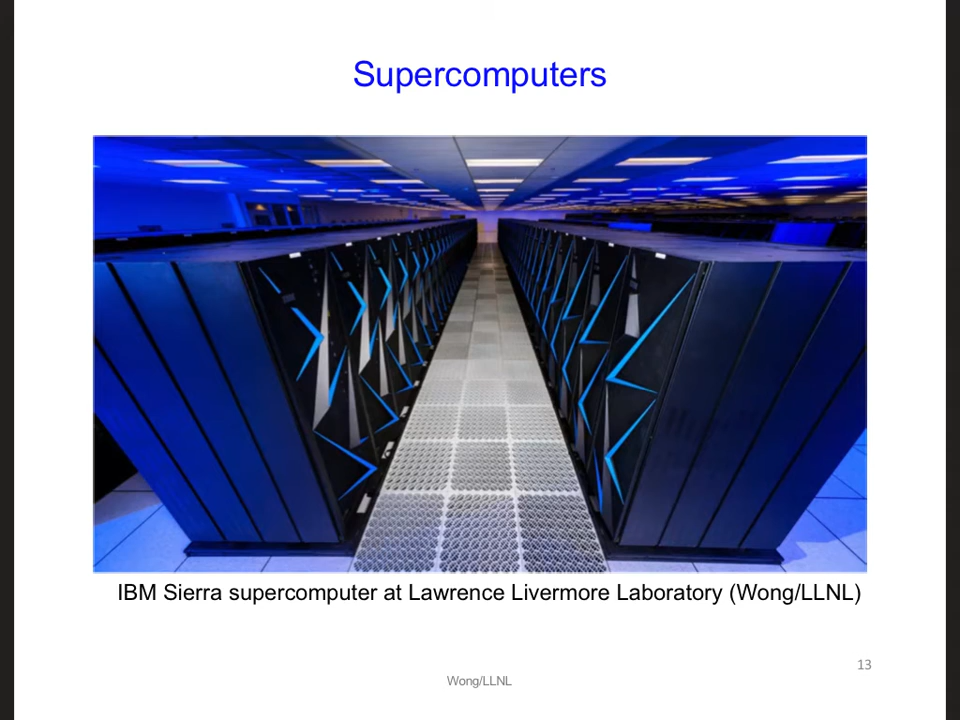 Supercomputers
IBM Sierra supercomputer at Lawrence Livermore Laboratory (Wong/LLNL)
13
Wong/LLNL